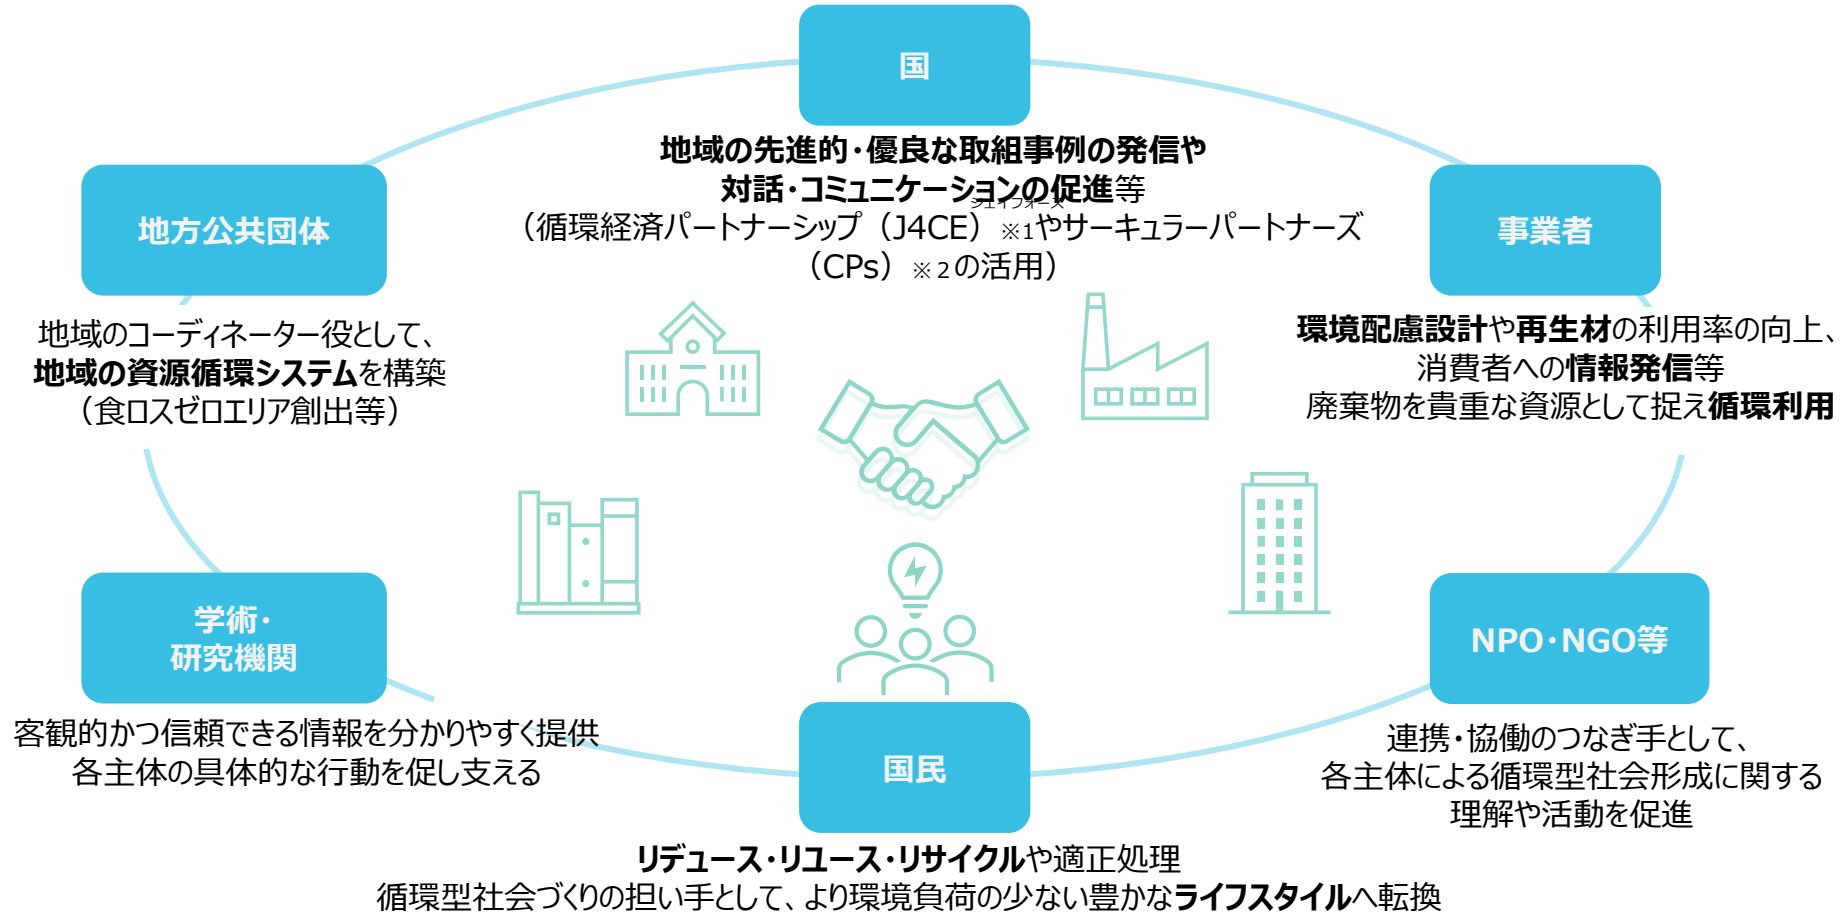 国
地域の先進的・優良な取組事例の発信や
対話・コミュニケーションの促進等
ジェイフォース
（循環経済パートナーシップ（J4CE）※1やサーキュラーパートナーズ
（CPs）※２の活用）
地方公共団体
地域のコーディネーター役として、
地域の資源循環システムを構築
（食ロスゼロエリア創出等）
事業者
環境配慮設計や再生材の利用率の向上、
消費者への情報発信等
廃棄物を貴重な資源として捉え循環利用
学術・
研究機関
客観的かつ信頼できる情報を分かりやすく提供
各主体の具体的な行動を促し支える
NPO・NGO等
連携・協働のつなぎ手として、
各主体による循環型社会形成に関する
理解や活動を促進
国民
リデュース・リユース・リサイクルや適正処理
循環型社会づくりの担い手として、より環境負荷の少ない豊かなライフスタイルへ転換